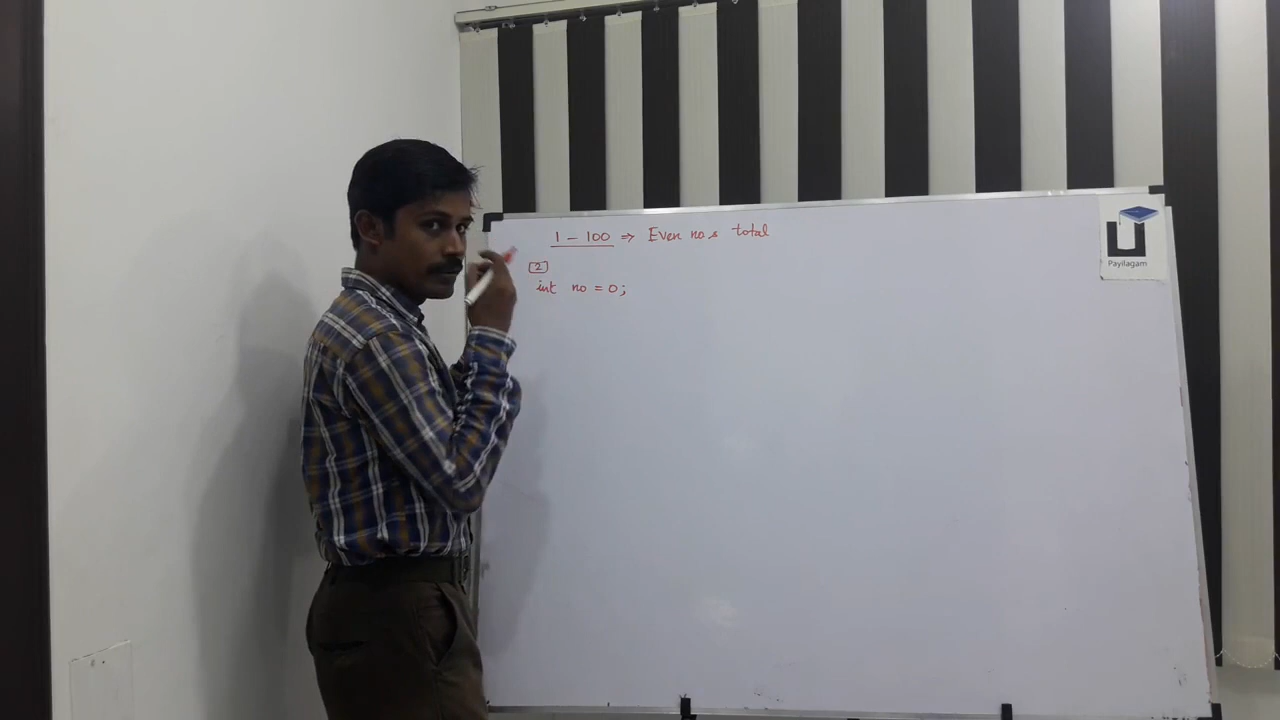 1 - 100 ⇒ Even nos total
2
int no = 0;
Payilagam